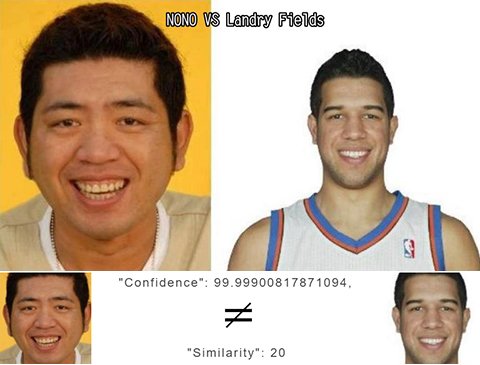 NONO VS Landry Fields
"Confidence": 99.99900817871094,
≠
"Similarity": 20